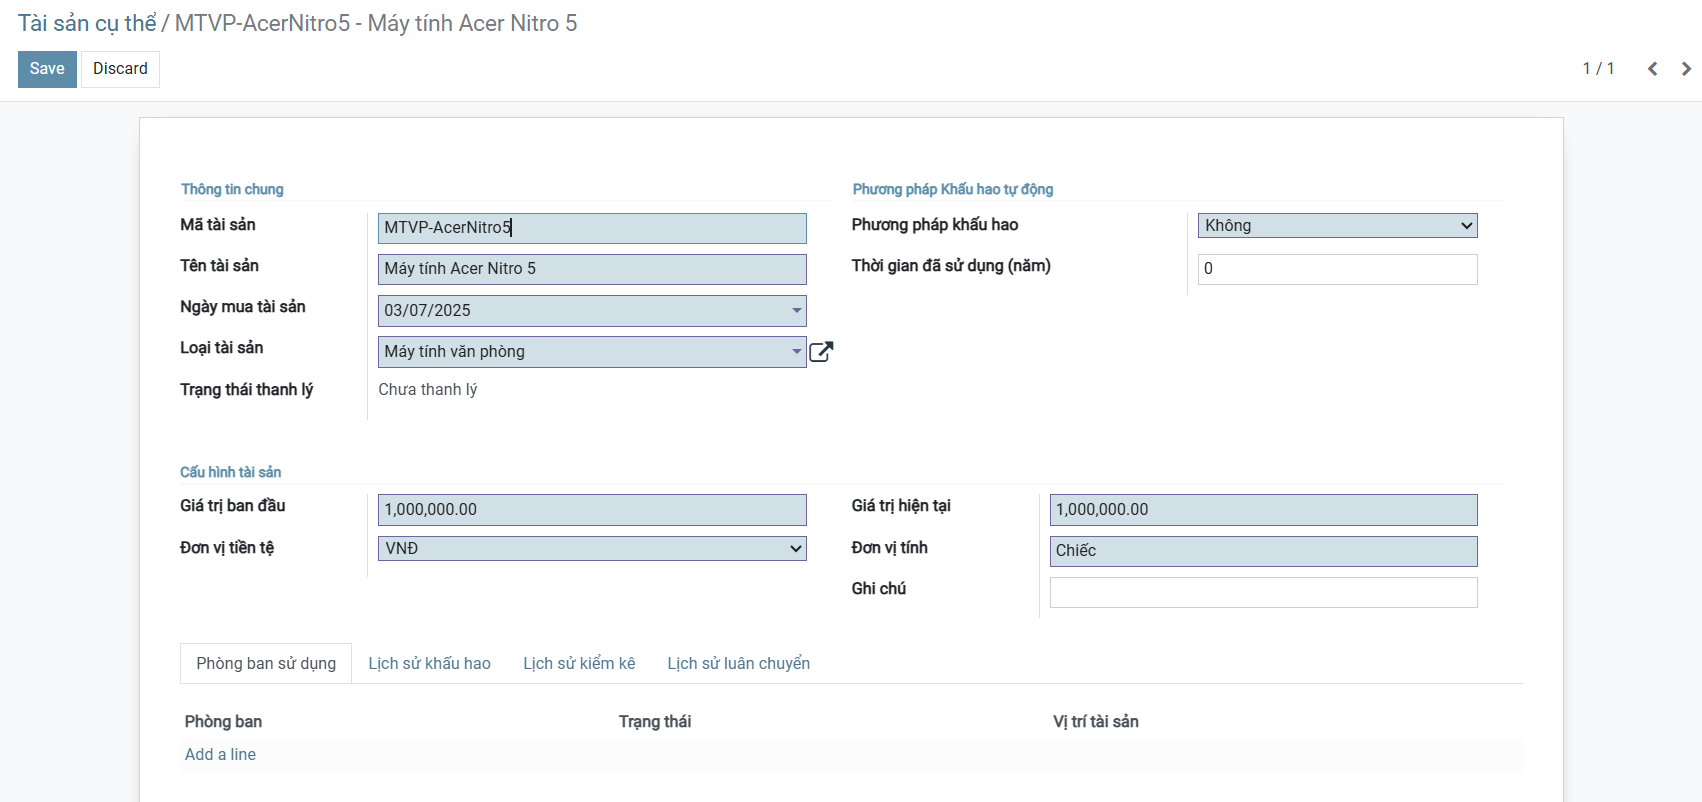 Tài sản cụ thể / MTVP-AcerNitro5 - Máy tính Acer Nitro 5
Save Discard 1 / 1
Thông tin chung
Mã tài sản MTVP-AcerNitro5
Tên tài sản Máy tính Acer Nitro 5
Ngày mua tài sản 03/07/2025
Loại tài sản Máy tính văn phòng
Trạng thái thanh lý Chưa thanh lý
Phương pháp Khấu hao tự động
Phương pháp khấu hao Không
Thời gian đã sử dụng (năm) 0
Cấu hình tài sản
Giá trị ban đầu 1,000,000.00
Đơn vị tiền tệ VNĐ
Giá trị hiện tại 1,000,000.00
Đơn vị tính Chiếc
Ghi chú
Phòng ban sử dụng Lịch sử khấu hao Lịch sử kiểm kê Lịch sử luân chuyển
Phòng ban Trạng thái Vị trí tài sản
Add a line